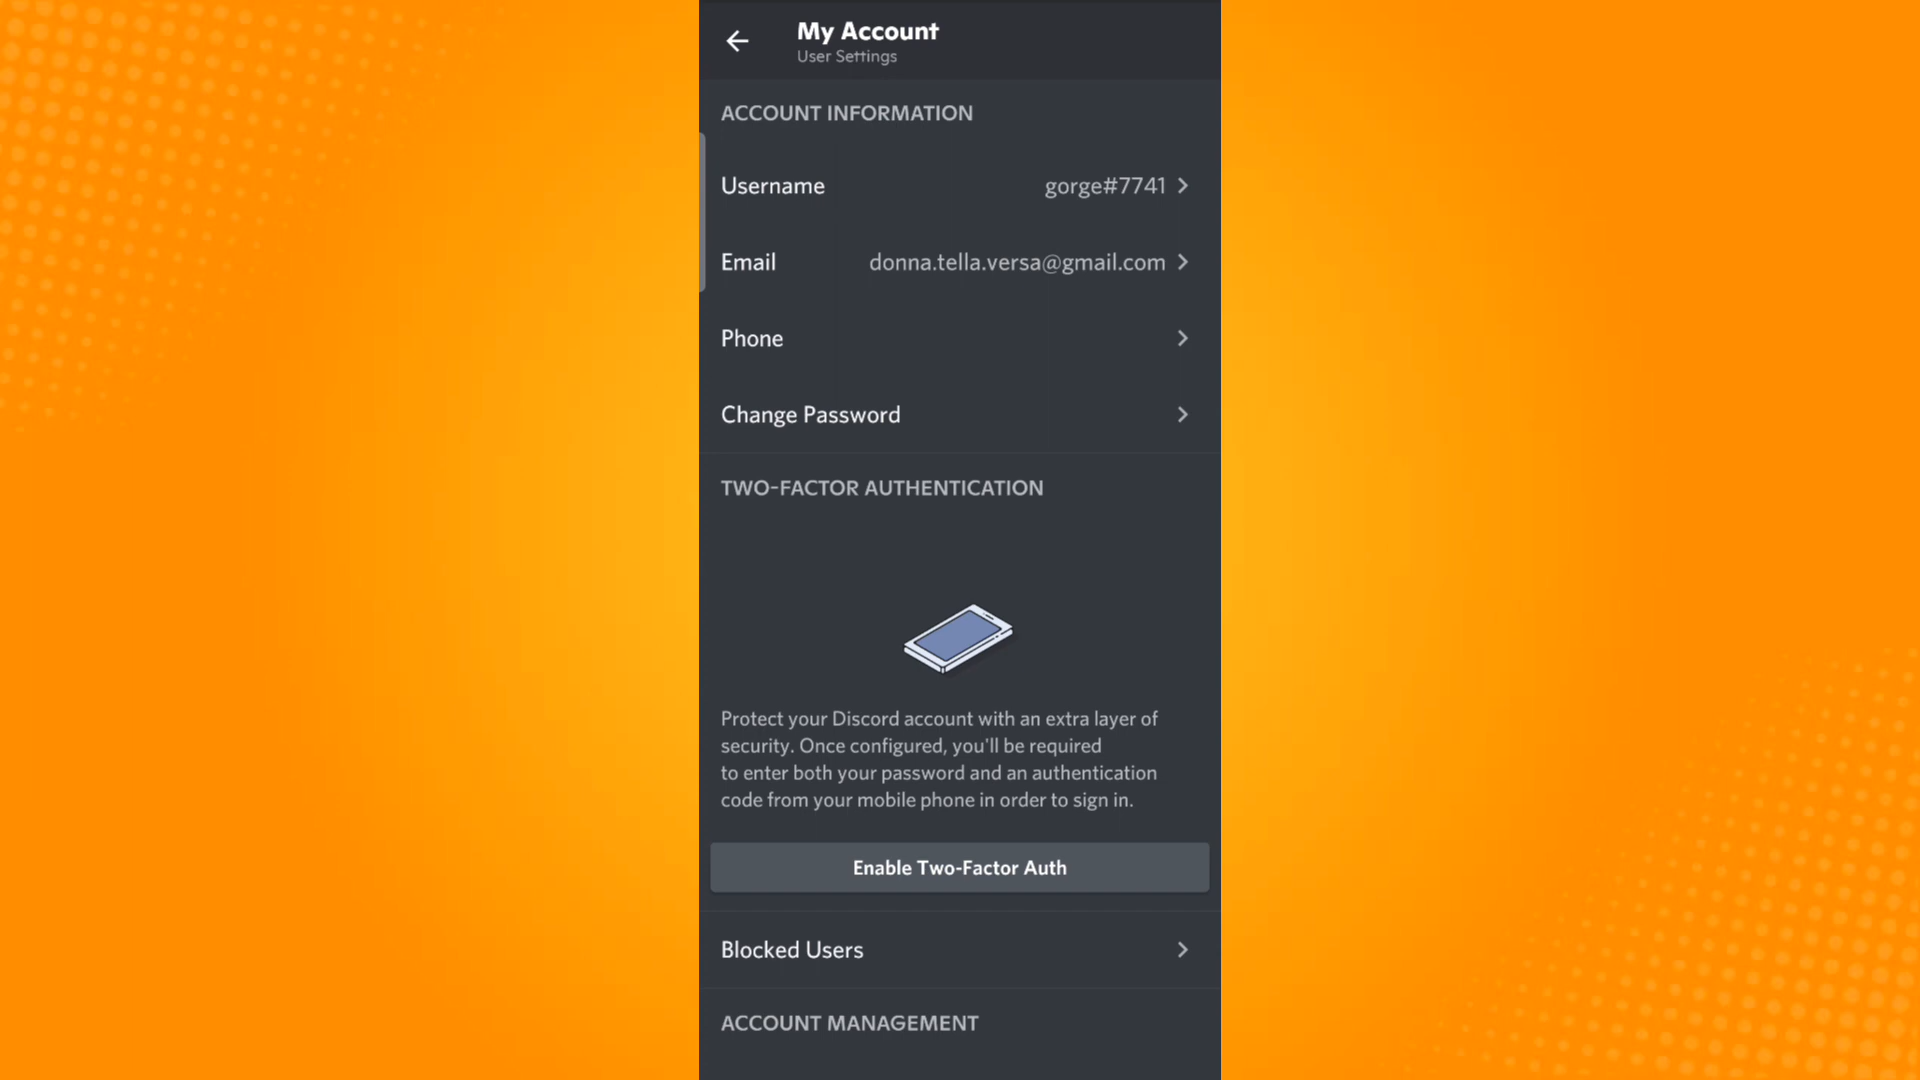 My Account
User Settings
ACCOUNT INFORMATION
Username gorge#7741
Email donna.tella.versa@gmail.com
Phone
Change Password
TWO-FACTOR AUTHENTICATION
Protect your Discord account with an extra layer of
security. Once configured, you'll be required
to enter both your password and an authentication
code from your mobile phone in order to sign in.
Enable Two-Factor Auth
Blocked Users
ACCOUNT MANAGEMENT